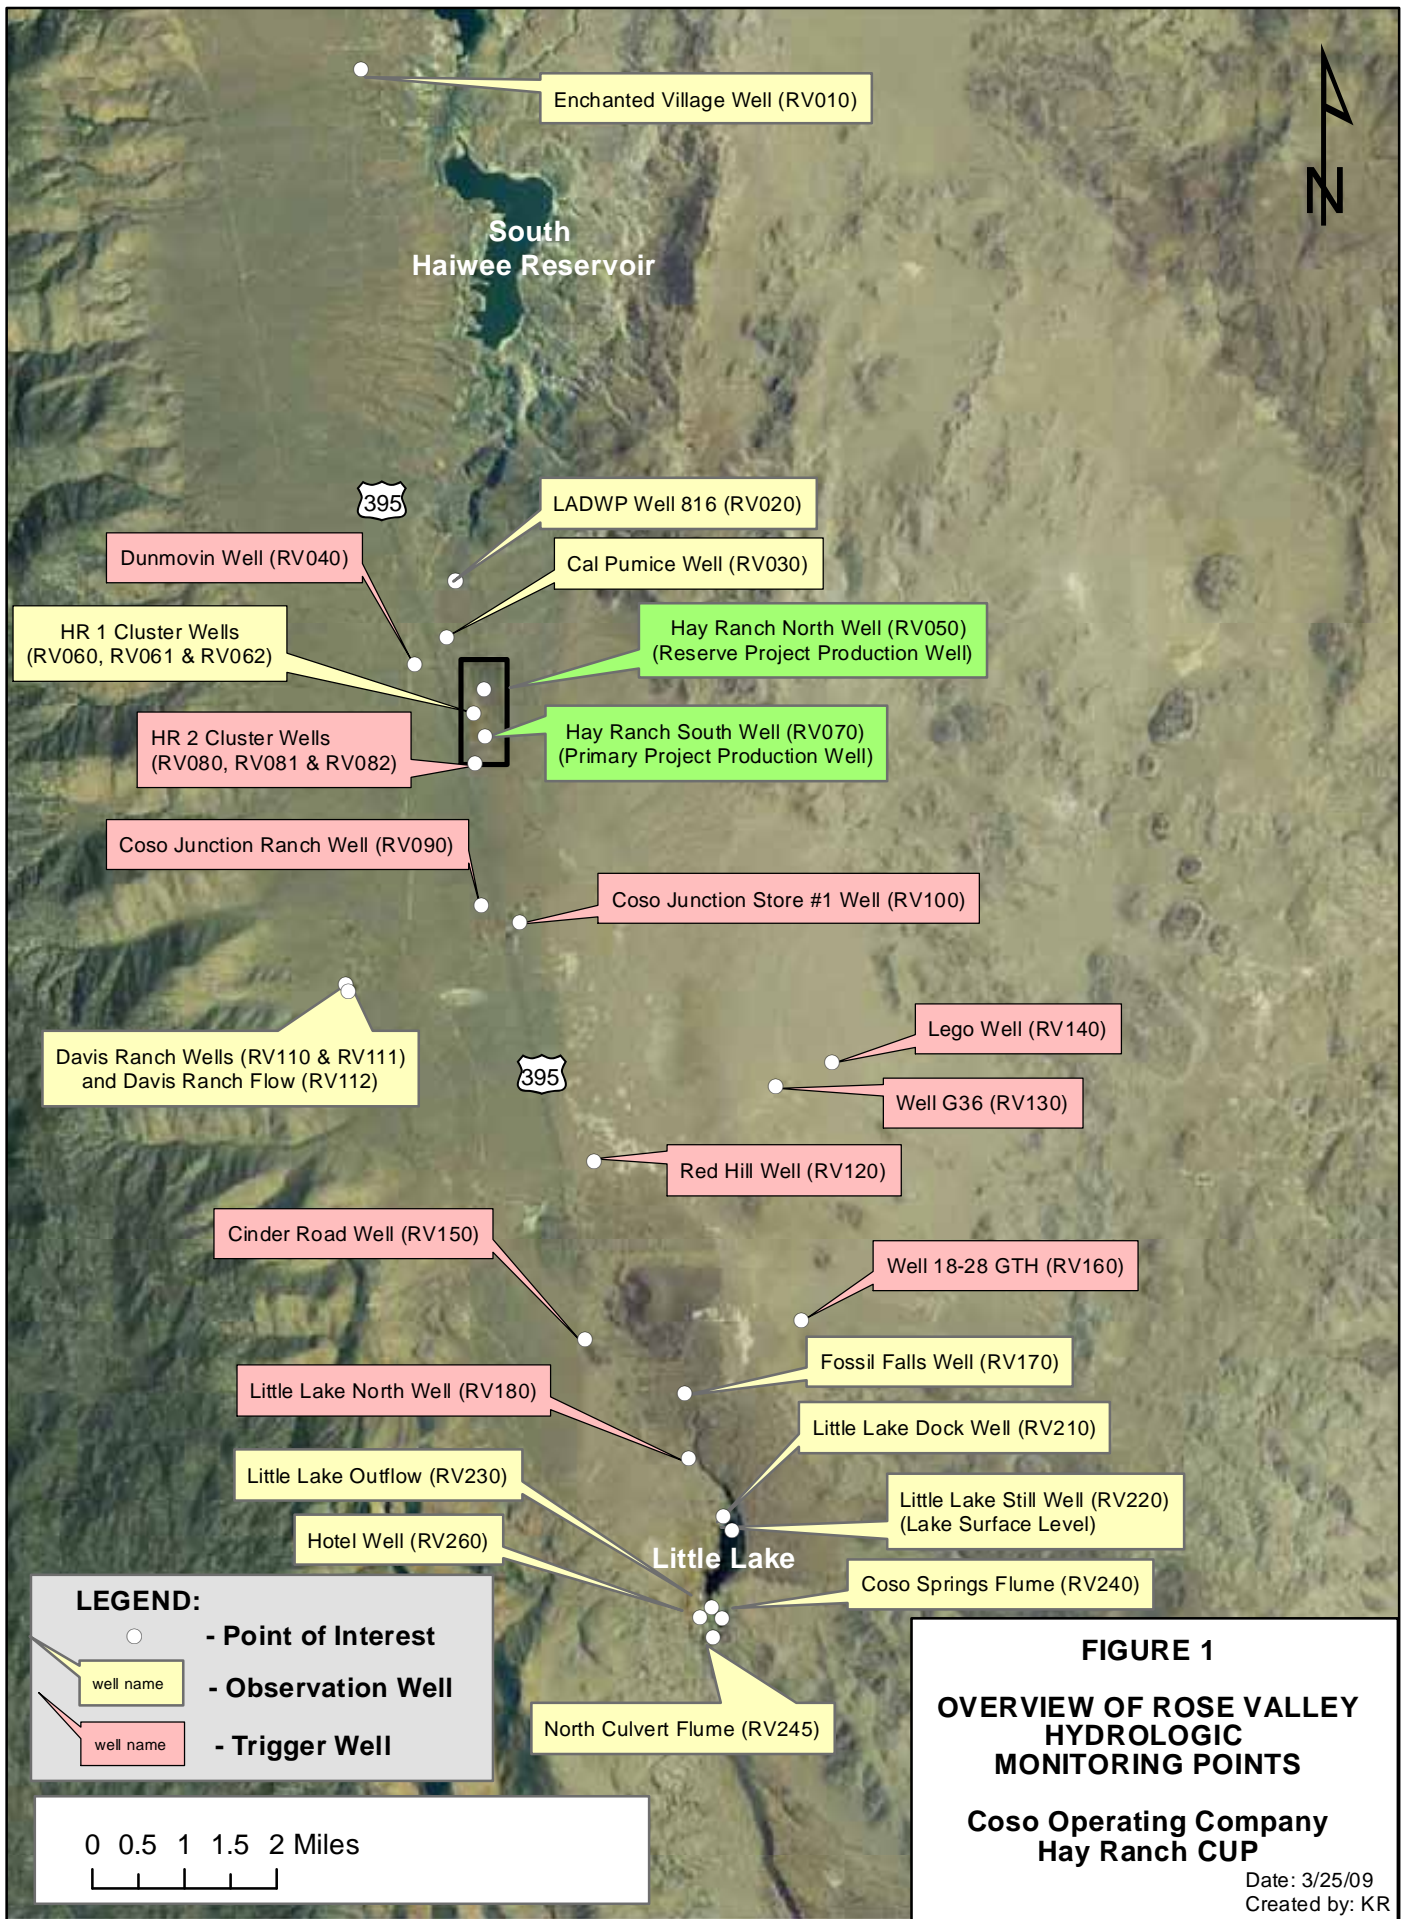 Enchanted Village Well (RV010)
N
South
Haiwee Reservoir
395
LADWP Well 816 (RV020)
Dunmovin Well (RV040)
Cal Pumice Well (RV030)
HR 1 Cluster Wells
(RV060, RV061 & RV062)
Hay Ranch North Well (RV050)
(Reserve Project Production Well)
HR 2 Cluster Wells
(RV080, RV081 & RV082)
Hay Ranch South Well (RV070)
(Primary Project Production Well)
Coso Junction Ranch Well (RV090)
Coso Junction Store #1 Well (RV100)
Davis Ranch Wells (RV110 & RV111)
and Davis Ranch Flow (RV112)
395
Lego Well (RV140)
Well G36 (RV130)
Red Hill Well (RV120)
Cinder Road Well (RV150)
Well 18-28 GTH (RV160)
Fossil Falls Well (RV170)
Little Lake North Well (RV180)
Little Lake Dock Well (RV210)
Little Lake Outflow (RV230)
Little Lake Still Well (RV220)
(Lake Surface Level)
Hotel Well (RV260)
Little Lake
Coso Springs Flume (RV240)
North Culvert Flume (RV245)
LEGEND:
- Point of Interest
well name - Observation Well
well name - Trigger Well
0 0.5 1 1.5 2 Miles
FIGURE 1
OVERVIEW OF ROSE VALLEY
HYDROLOGIC
MONITORING POINTS
Coso Operating Company
Hay Ranch CUP
Date: 3/25/09
Created by: KR